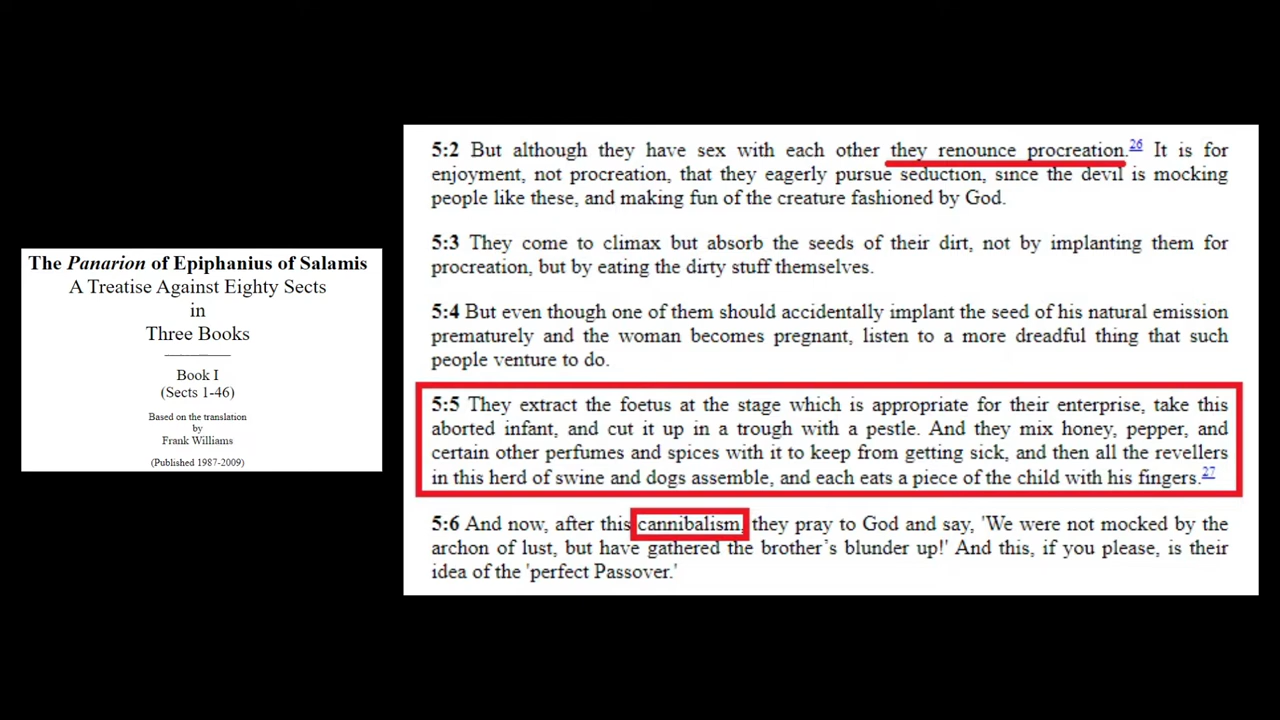 The Panarion of Epiphanius of Salamis
A Treatise Against Eighty Sects
in
Three Books
Book I
(Sects 1-46)
Based on the translation
by
Frank Williams
(Published 1987-2009)
5:2 But although they have sex with each other they renounce procreation.26 It is for
enjoyment, not procreation, that they eagerly pursue seduction, since the devil is mocking
people like these, and making fun of the creature fashioned by God.
5:3 They come to climax but absorb the seeds of their dirt, not by implanting them for
procreation, but by eating the dirty stuff themselves.
5:4 But even though one of them should accidentally implant the seed of his natural emission
prematurely and the woman becomes pregnant, listen to a more dreadful thing that such
people venture to do.
5:5 They extract the foetus at the stage which is appropriate for their enterprise, take this
aborted infant, and cut it up in a trough with a pestle. And they mix honey, pepper, and
certain other perfumes and spices with it to keep from getting sick, and then all the revellers
in this herd of swine and dogs assemble, and each eats a piece of the child with his fingers.27
5:6 And now, after this cannibalism, they pray to God and say, 'We were not mocked by the
archon of lust, but have gathered the brother’s blunder up!' And this, if you please, is their
idea of the 'perfect Passover.'